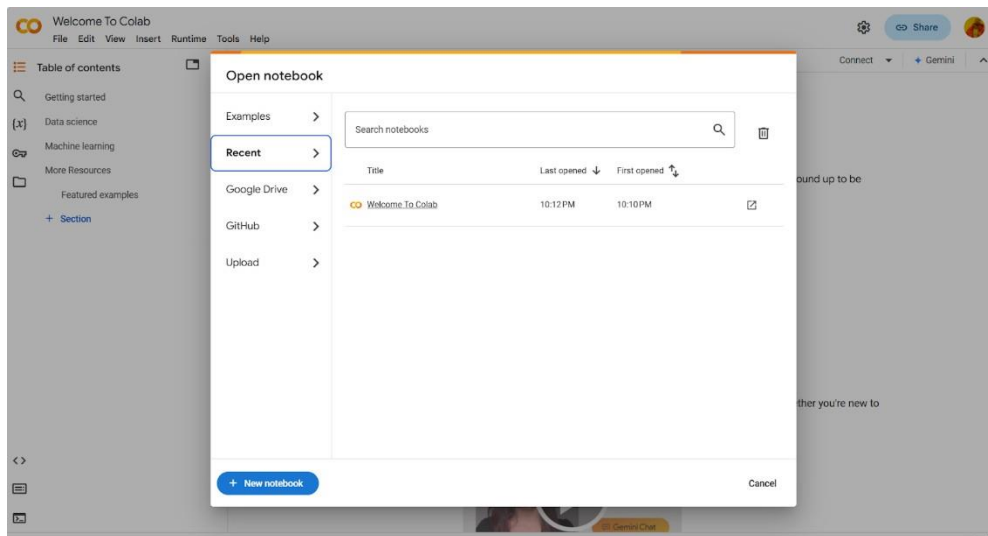 Welcome To Colab
File Edit View Insert Runtime Tools Help
Share
Connect
Gemini
Table of contents
Getting started
Data science
Machine learning
More Resources
Featured examples
+ Section
Open notebook
Examples
Recent
Google Drive
GitHub
Upload
Search notebooks
Title Last opened First opened
Welcome To Colab 10:12 PM 10:10 PM
+ New notebook
Cancel
ound up to be
ther you're new to
Gemini Chat